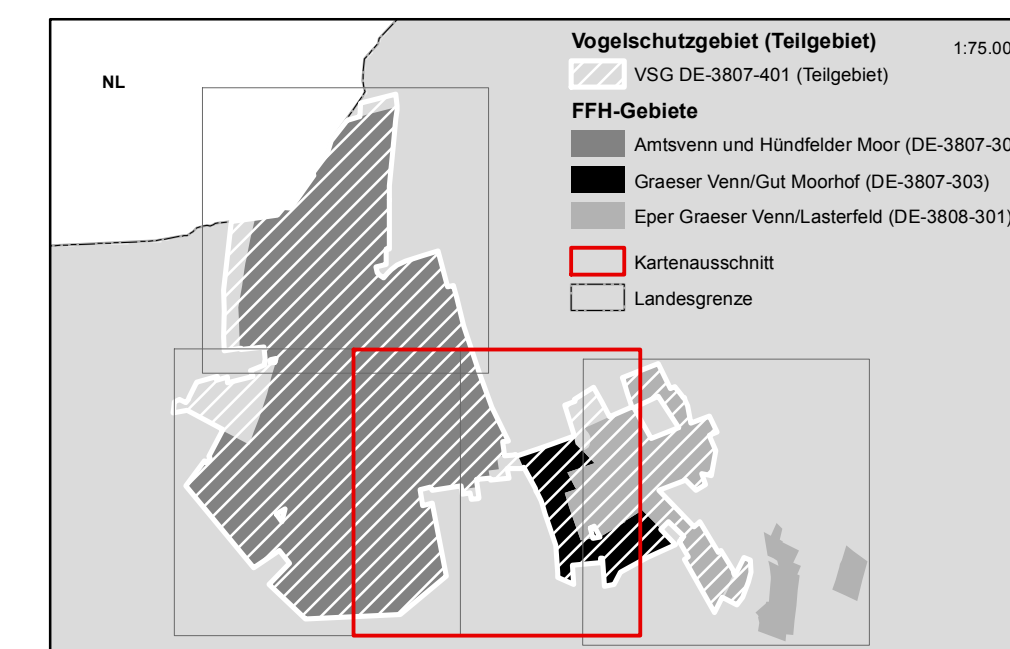 Vogelschutzgebiet (Teilgebiet) 1:75.00
NL
VSG DE-3807-401 (Teilgebiet)
FFH-Gebiete
Amtsvenn und Hündfelder Moor (DE-3807-30
Graeser Venn/Gut Moorhof (DE-3807-303)
Eper Graeser Venn/Lasterfeld (DE-3808-301)
Kartenausschnitt
Landesgrenze